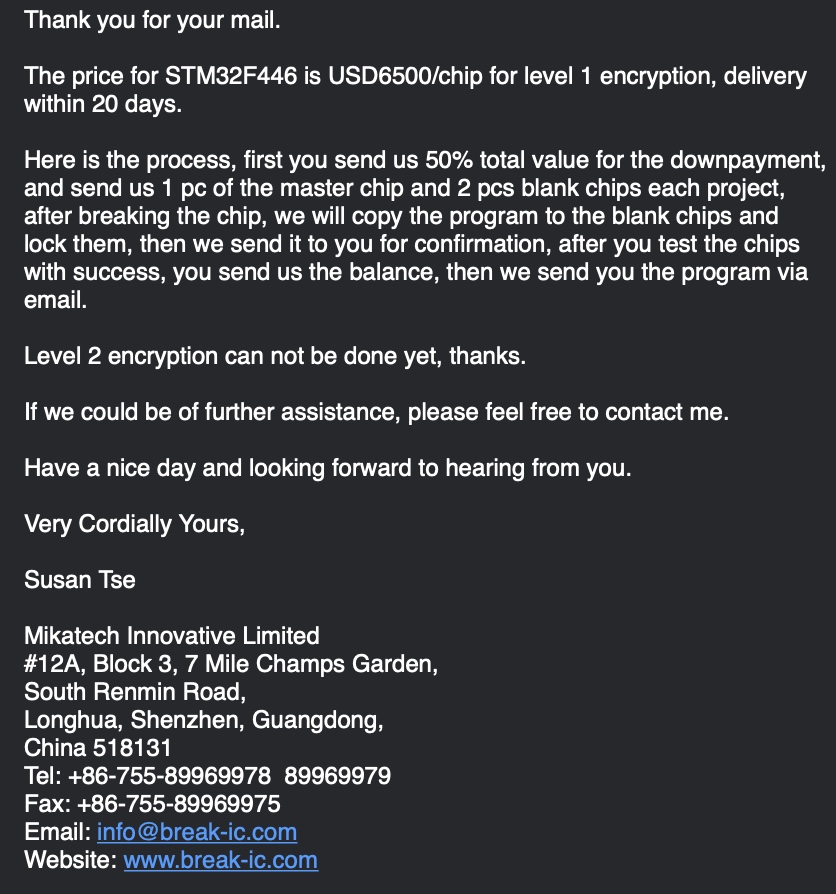 Thank you for your mail.
The price for STM32F446 is USD6500/chip for level 1 encryption, delivery
within 20 days.
Here is the process, first you send us 50% total value for the downpayment,
and send us 1 pc of the master chip and 2 pcs blank chips each project,
after breaking the chip, we will copy the program to the blank chips and
lock them, then we send it to you for confirmation, after you test the chips
with success, you send us the balance, then we send you the program via
email.
Level 2 encryption can not be done yet, thanks.
If we could be of further assistance, please feel free to contact me.
Have a nice day and looking forward to hearing from you.
Very Cordially Yours,
Susan Tse
Mikatech Innovative Limited
#12A, Block 3, 7 Mile Champs Garden,
South Renmin Road,
Longhua, Shenzhen, Guangdong,
China 518131
Tel: +86-755-89969978  89969979
Fax: +86-755-89969975
Email: info@break-ic.com
Website: www.break-ic.com